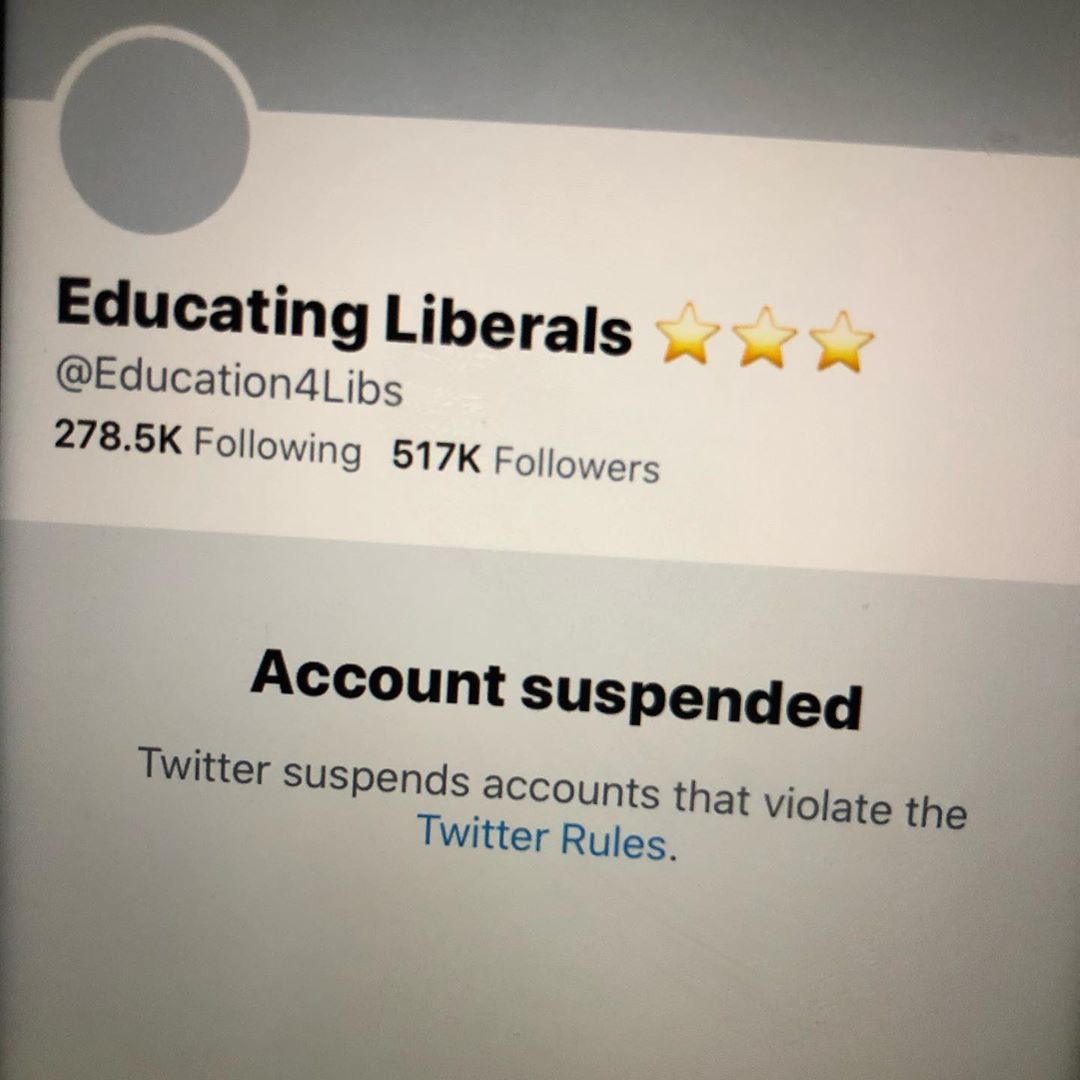 Educating Liberals ⭐⭐⭐
@Education4Libs
278.5K Following 517K Followers
Account suspended
Twitter suspends accounts that violate the
Twitter Rules.